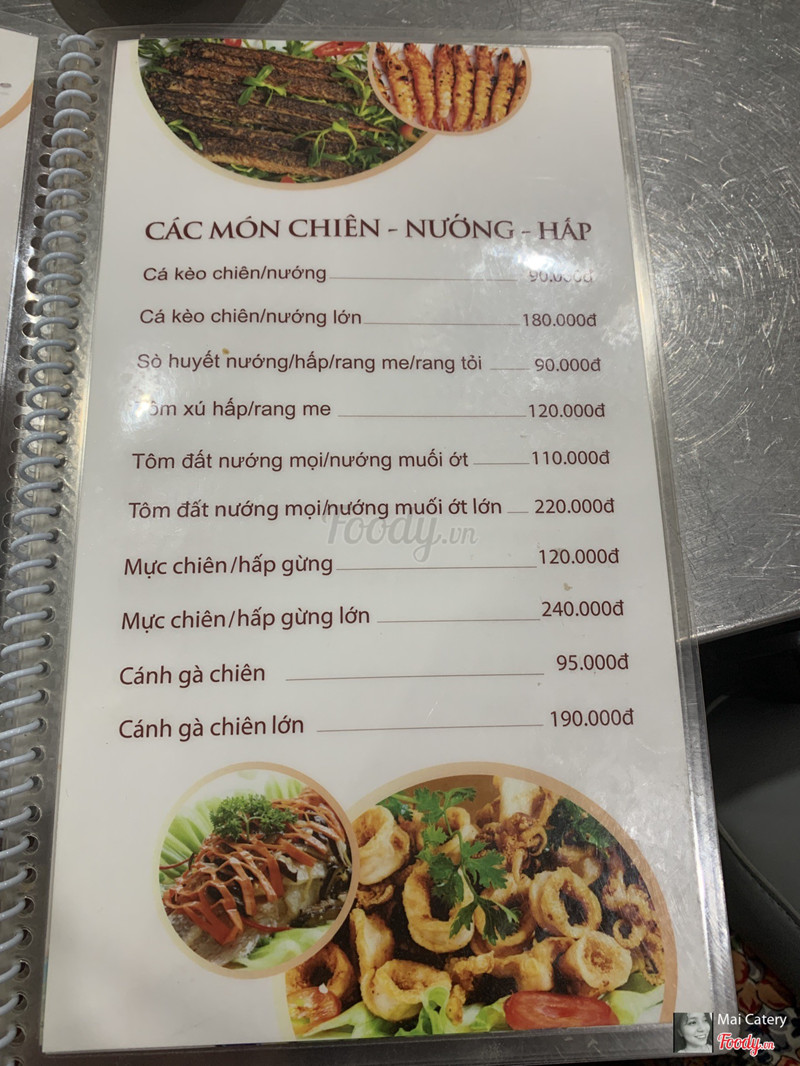 CÁC MÓN CHIÊN - NƯỚNG - HẤP
Cá kèo chiên/nướng 90.000đ
Cá kèo chiên/nướng lớn 180.000đ
Sò huyết nướng/hấp/rang me/rang tỏi 90.000đ
Tôm xú hấp/rang me 120.000đ
Tôm đất nướng mọi/nướng muối ớt 110.000đ
Tôm đất nướng mọi/nướng muối ớt lớn 220.000đ
Foody.vn
Mực chiên/hấp gừng 120.000đ
Mực chiên/hấp gừng lớn 240.000đ
Cánh gà chiên 95.000đ
Cánh gà chiên lớn 190.000đ
Mai Catery
Foody.vn